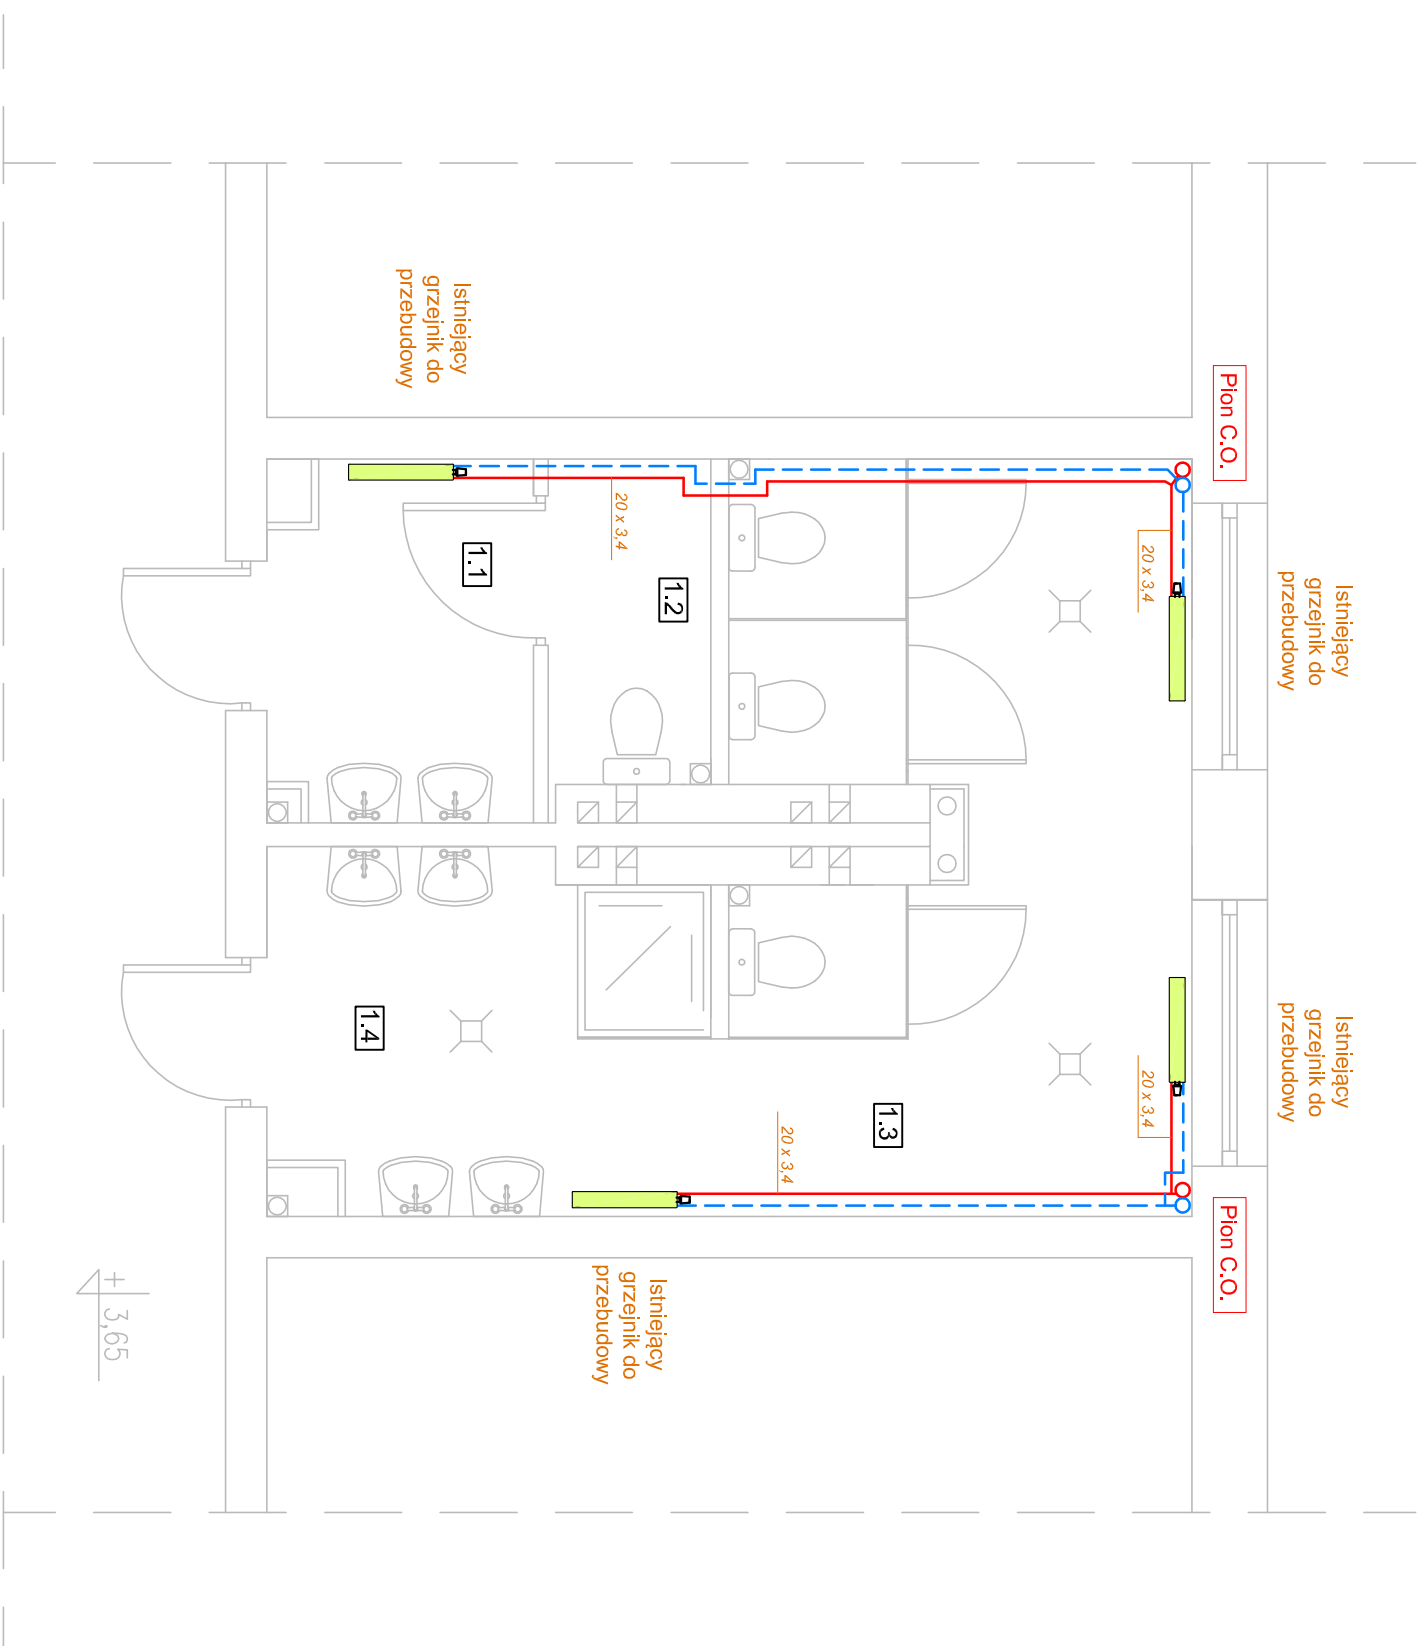 Istniejący
grzejnik do
przebudowy
Istniejący
grzejnik do
przebudowy
Pion C.O.
Pion C.O.
20 x 3,4
20 x 3,4
1.3
20 x 3,4
1.2
Istniejący
grzejnik do
przebudowy
20 x 3,4
1.1
Istniejący
grzejnik do
przebudowy
1.4
+ 3,65